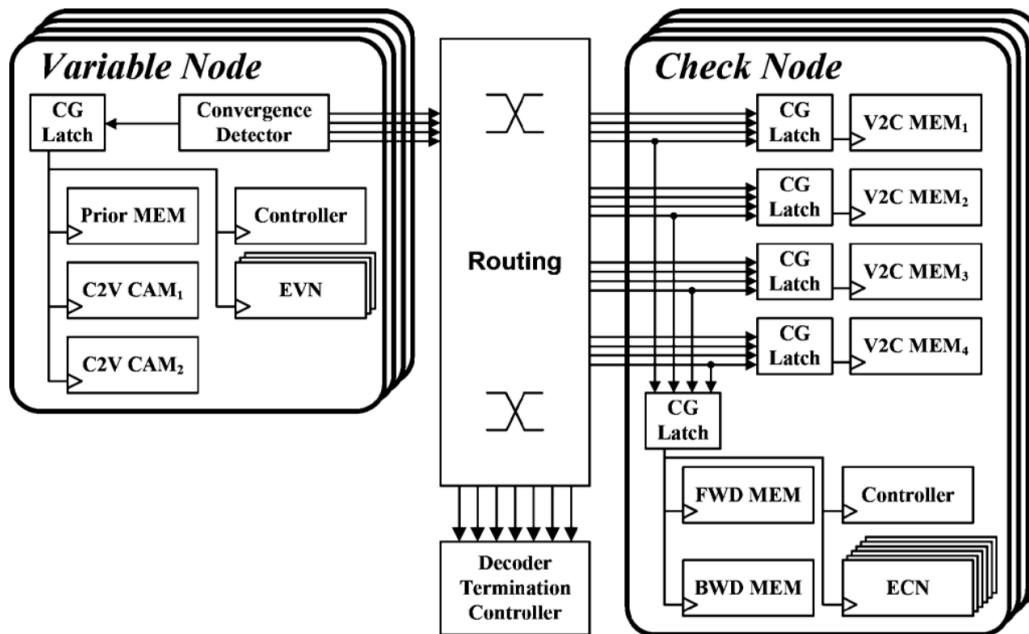 Variable Node
CG
Latch
Convergence
Detector
Prior MEM
Controller
C2V CAM₁
EVN
C2V CAM₂
Routing
Decoder
Termination
Controller
Check Node
CG
Latch
V2C MEM₁
CG
Latch
V2C MEM₂
CG
Latch
V2C MEM₃
CG
Latch
V2C MEM₄
CG
Latch
FWD MEM
Controller
BWD MEM
ECN